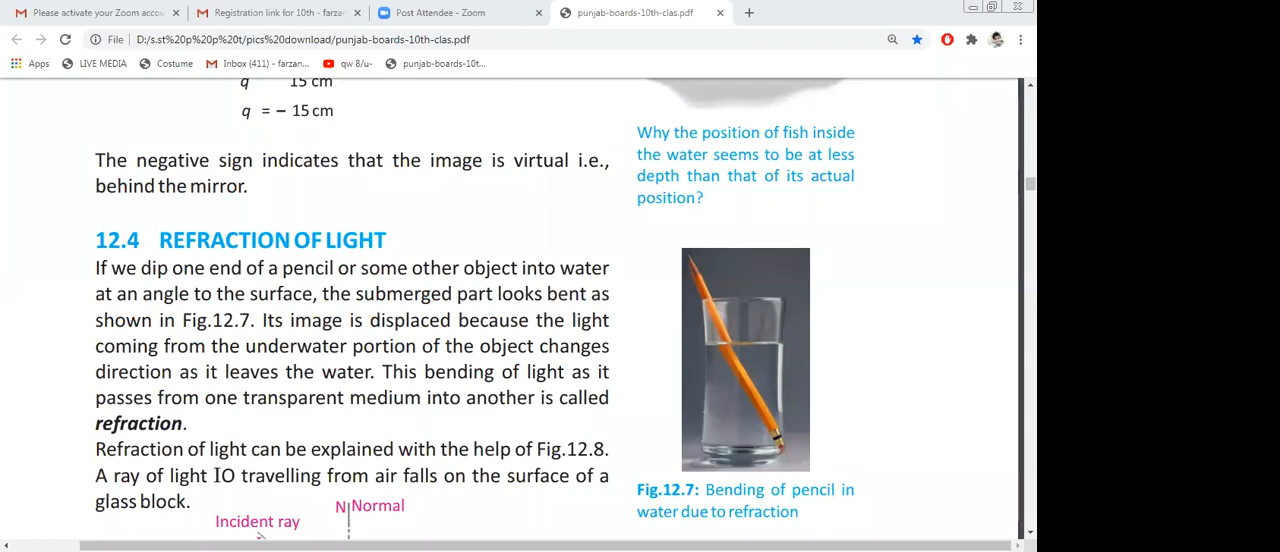 Please activate your Zoom accou
Registration link for 10th - farza
Post Attendee - Zoom
punjab-boards-10th-clas.pdf
File
D:/s.st%20p%20p%20t/pics%20download/punjab-boards-10th-clas.pdf
Apps
LIVE MEDIA
Costume
Inbox (411) - farzan...
qw 8/u-
punjab-boards-10t...
q 15 cm
q = – 15 cm
The negative sign indicates that the image is virtual i.e.,
behind the mirror.
12.4 REFRACTION OF LIGHT
If we dip one end of a pencil or some other object into water
at an angle to the surface, the submerged part looks bent as
shown in Fig.12.7. Its image is displaced because the light
coming from the underwater portion of the object changes
direction as it leaves the water. This bending of light as it
passes from one transparent medium into another is called
refraction.
Refraction of light can be explained with the help of Fig.12.8.
A ray of light IO travelling from air falls on the surface of a
glass block.
N Normal
Incident ray
Why the position of fish inside
the water seems to be at less
depth than that of its actual
position?
Fig.12.7: Bending of pencil in
water due to refraction